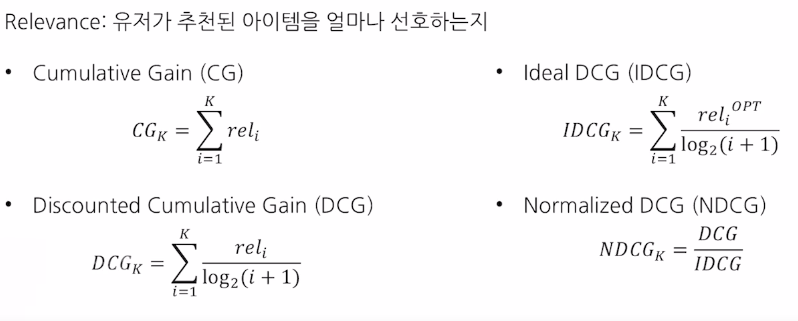 Relevance: 유저가 추천된 아이템을 얼마나 선호하는지
• Cumulative Gain (CG)
CG_K = \sum_{i=1}^{K} rel_i
• Discounted Cumulative Gain (DCG)
DCG_K = \sum_{i=1}^{K} \frac{rel_i}{\log_2(i + 1)}
• Ideal DCG (IDCG)
IDCG_K = \sum_{i=1}^{K} \frac{rel_i^{OPT}}{\log_2(i + 1)}
• Normalized DCG (NDCG)
NDCG_K = \frac{DCG}{IDCG}